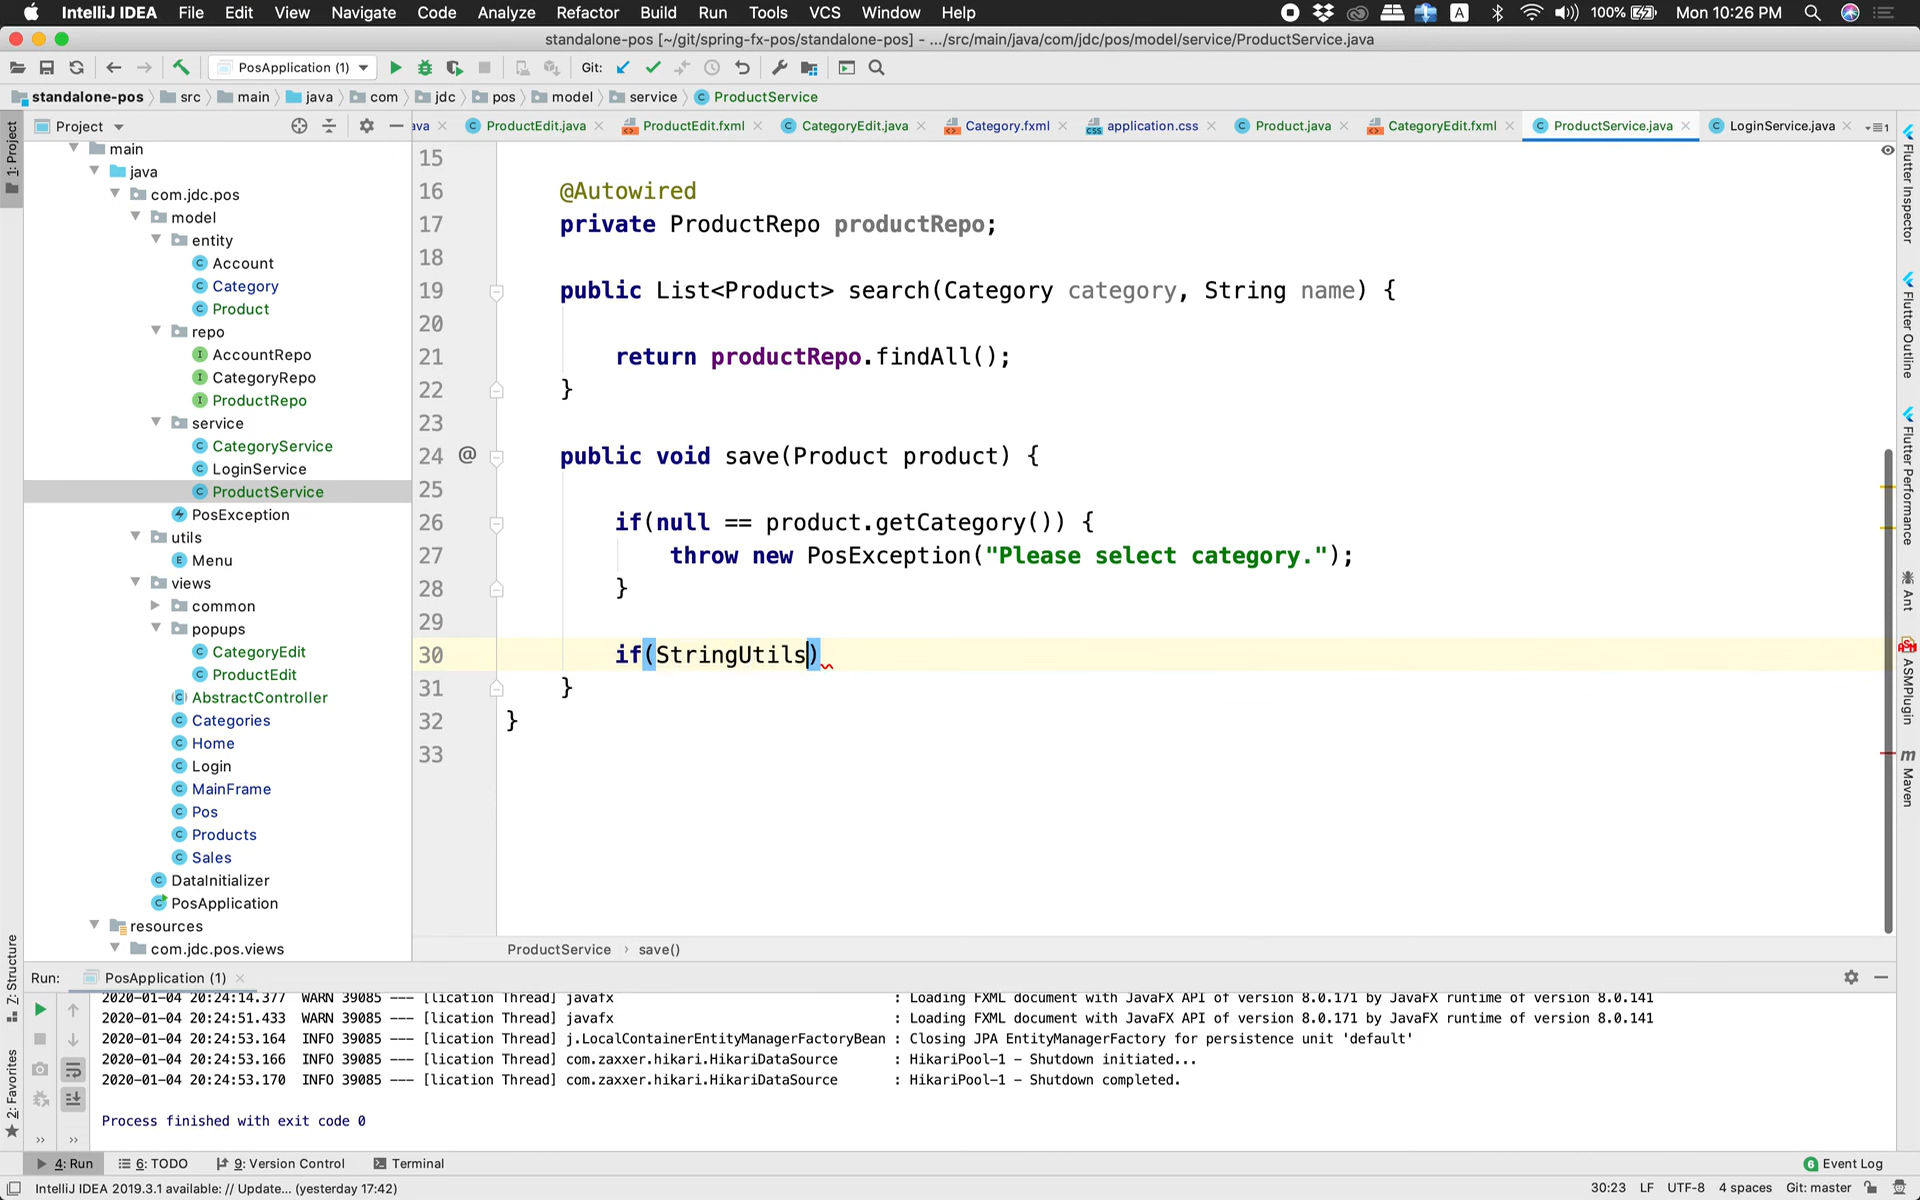 IntelliJ IDEA File Edit View Navigate Code Analyze Refactor Build Run Tools VCS Window Help A 100% Mon 10:26 PM
standalone-pos [~/git/spring-fx-pos/standalone-pos] - .../src/main/java/com/jdc/pos/model/service/ProductService.java
PosApplication (1) Git:
standalone-pos src main java com jdc pos model service ProductService
Project ava ProductEdit.java ProductEdit.fxml CategoryEdit.java Category.fxml application.css Product.java CategoryEdit.fxml ProductService.java LoginService.java
1: Project
main
java
com.jdc.pos
model
entity
Account
Category
Product
repo
AccountRepo
CategoryRepo
ProductRepo
service
CategoryService
LoginService
ProductService
PosException
utils
Menu
views
common
popups
CategoryEdit
ProductEdit
AbstractController
Categories
Home
Login
MainFrame
Pos
Products
Sales
DataInitializer
PosApplication
resources
com.jdc.pos.views
Z: Structure
2: Favorites
15
16 @Autowired
17 private ProductRepo productRepo;
18
19 public List<Product> search(Category category, String name) {
20
21 return productRepo.findAll();
22 }
23
24 @ public void save(Product product) {
25
26 if(null == product.getCategory()) {
27 throw new PosException("Please select category.");
28 }
29
30 if(StringUtils)
31 }
32 }
33
ProductService › save()
Flutter Inspector
Flutter Outline
Flutter Performance
Ant
ASMPlugin
Maven
Run: PosApplication (1)
2020-01-04 20:24:14.377 WARN 39085 --- [lication Thread] javafx : Loading FXML document with JavaFX API of version 8.0.171 by JavaFX runtime of version 8.0.141
2020-01-04 20:24:51.433 WARN 39085 --- [lication Thread] javafx : Loading FXML document with JavaFX API of version 8.0.171 by JavaFX runtime of version 8.0.141
2020-01-04 20:24:53.164 INFO 39085 --- [lication Thread] j.LocalContainerEntityManagerFactoryBean : Closing JPA EntityManagerFactory for persistence unit 'default'
2020-01-04 20:24:53.166 INFO 39085 --- [lication Thread] com.zaxxer.hikari.HikariDataSource : HikariPool-1 - Shutdown initiated...
2020-01-04 20:24:53.170 INFO 39085 --- [lication Thread] com.zaxxer.hikari.HikariDataSource : HikariPool-1 - Shutdown completed.
Process finished with exit code 0
4: Run 6: TODO 9: Version Control Terminal 6 Event Log
IntelliJ IDEA 2019.3.1 available: // Update... (yesterday 17:42) 30:23 LF UTF-8 4 spaces Git: master